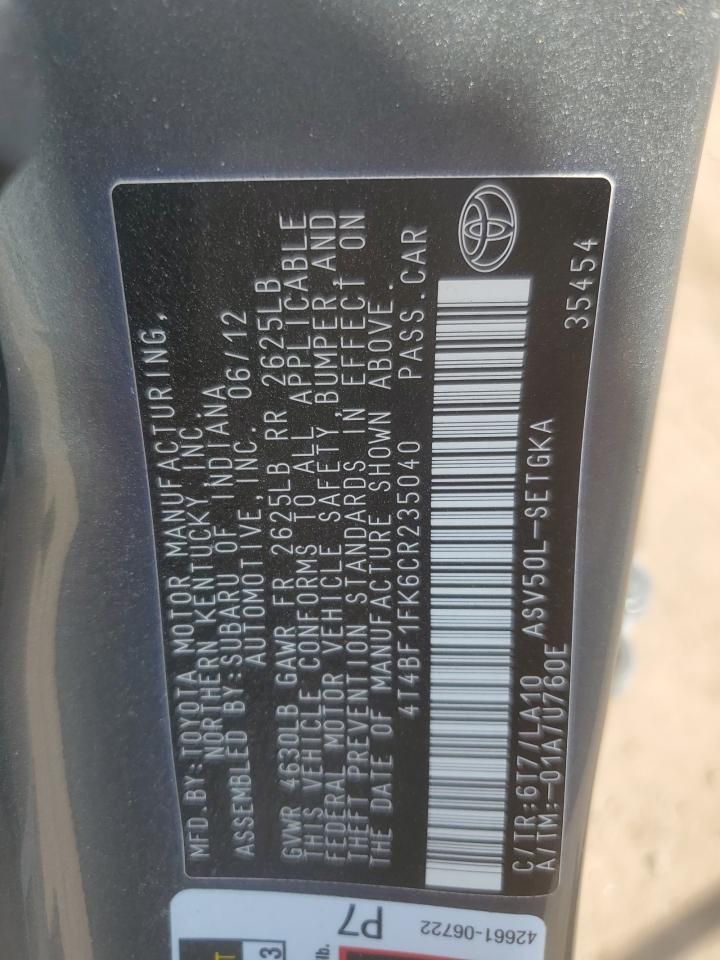 MFD. BY:TOYOTA MOTOR MANUFACTURING,
NORTHERN KENTUCKY, INC.
ASSEMBLED BY:SUBARU OF INDIANA
AUTOMOTIVE, INC. 06/12
GVWR 4630LB GAWR FR 2625LB RR 2625LB
THIS VEHICLE CONFORMS TO ALL APPLICABLE
FEDERAL MOTOR VEHICLE SAFETY,BUMPER,AND
THEFT PREVENTION STANDARDS IN EFFECT ON
THE DATE OF MANUFACTURE SHOWN ABOVE.
4T4BF1FK6CR235040 PASS.CAR
C/TR:6T7/LA10 ASV50L-SETGKA
A/TM:-01A/U760E 35454
P7
42661-06722
3
lb.